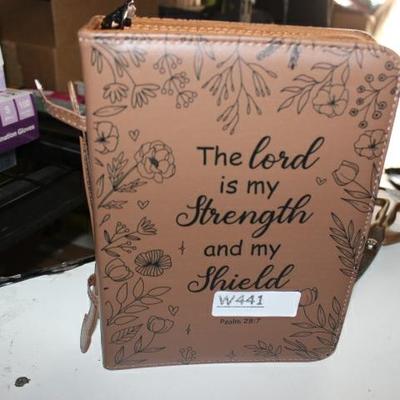 The lord
is my
Strength
and my
Shield
W441
Psalm 28:7